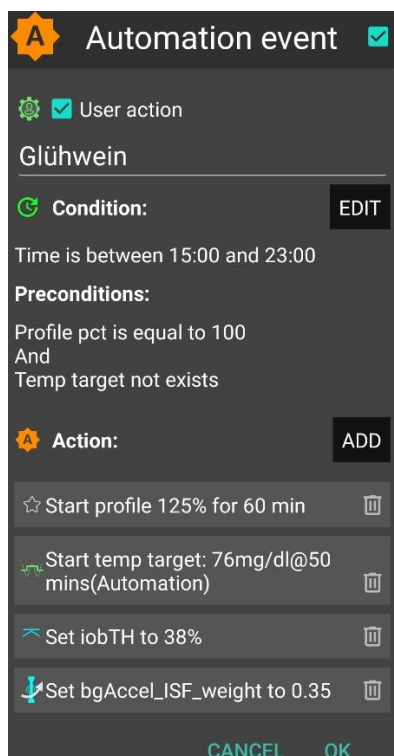 A Automation event
User action
Glühwein
Condition: EDIT
Time is between 15:00 and 23:00
Preconditions:
Profile pct is equal to 100
And
Temp target not exists
A Action: ADD
Start profile 125% for 60 min
Start temp target: 76mg/dl@50
mins(Automation)
Set iobTH to 38%
Set bgAccel_ISF_weight to 0.35
CANCEL OK